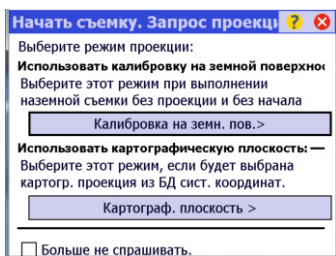 Начать съемку. Запрос проекци
Выберите режим проекции:
Использовать калибровку на земной поверхнос
Выберите этот режим при выполнении
наземной съемки без проекции и без начала
Калибровка на земн. пов.>
Использовать картографическую плоскость:
Выберите этот режим, если будет выбрана
картогр. проекция из БД сист. координат.
Картограф. плоскость >
Больше не спрашивать.